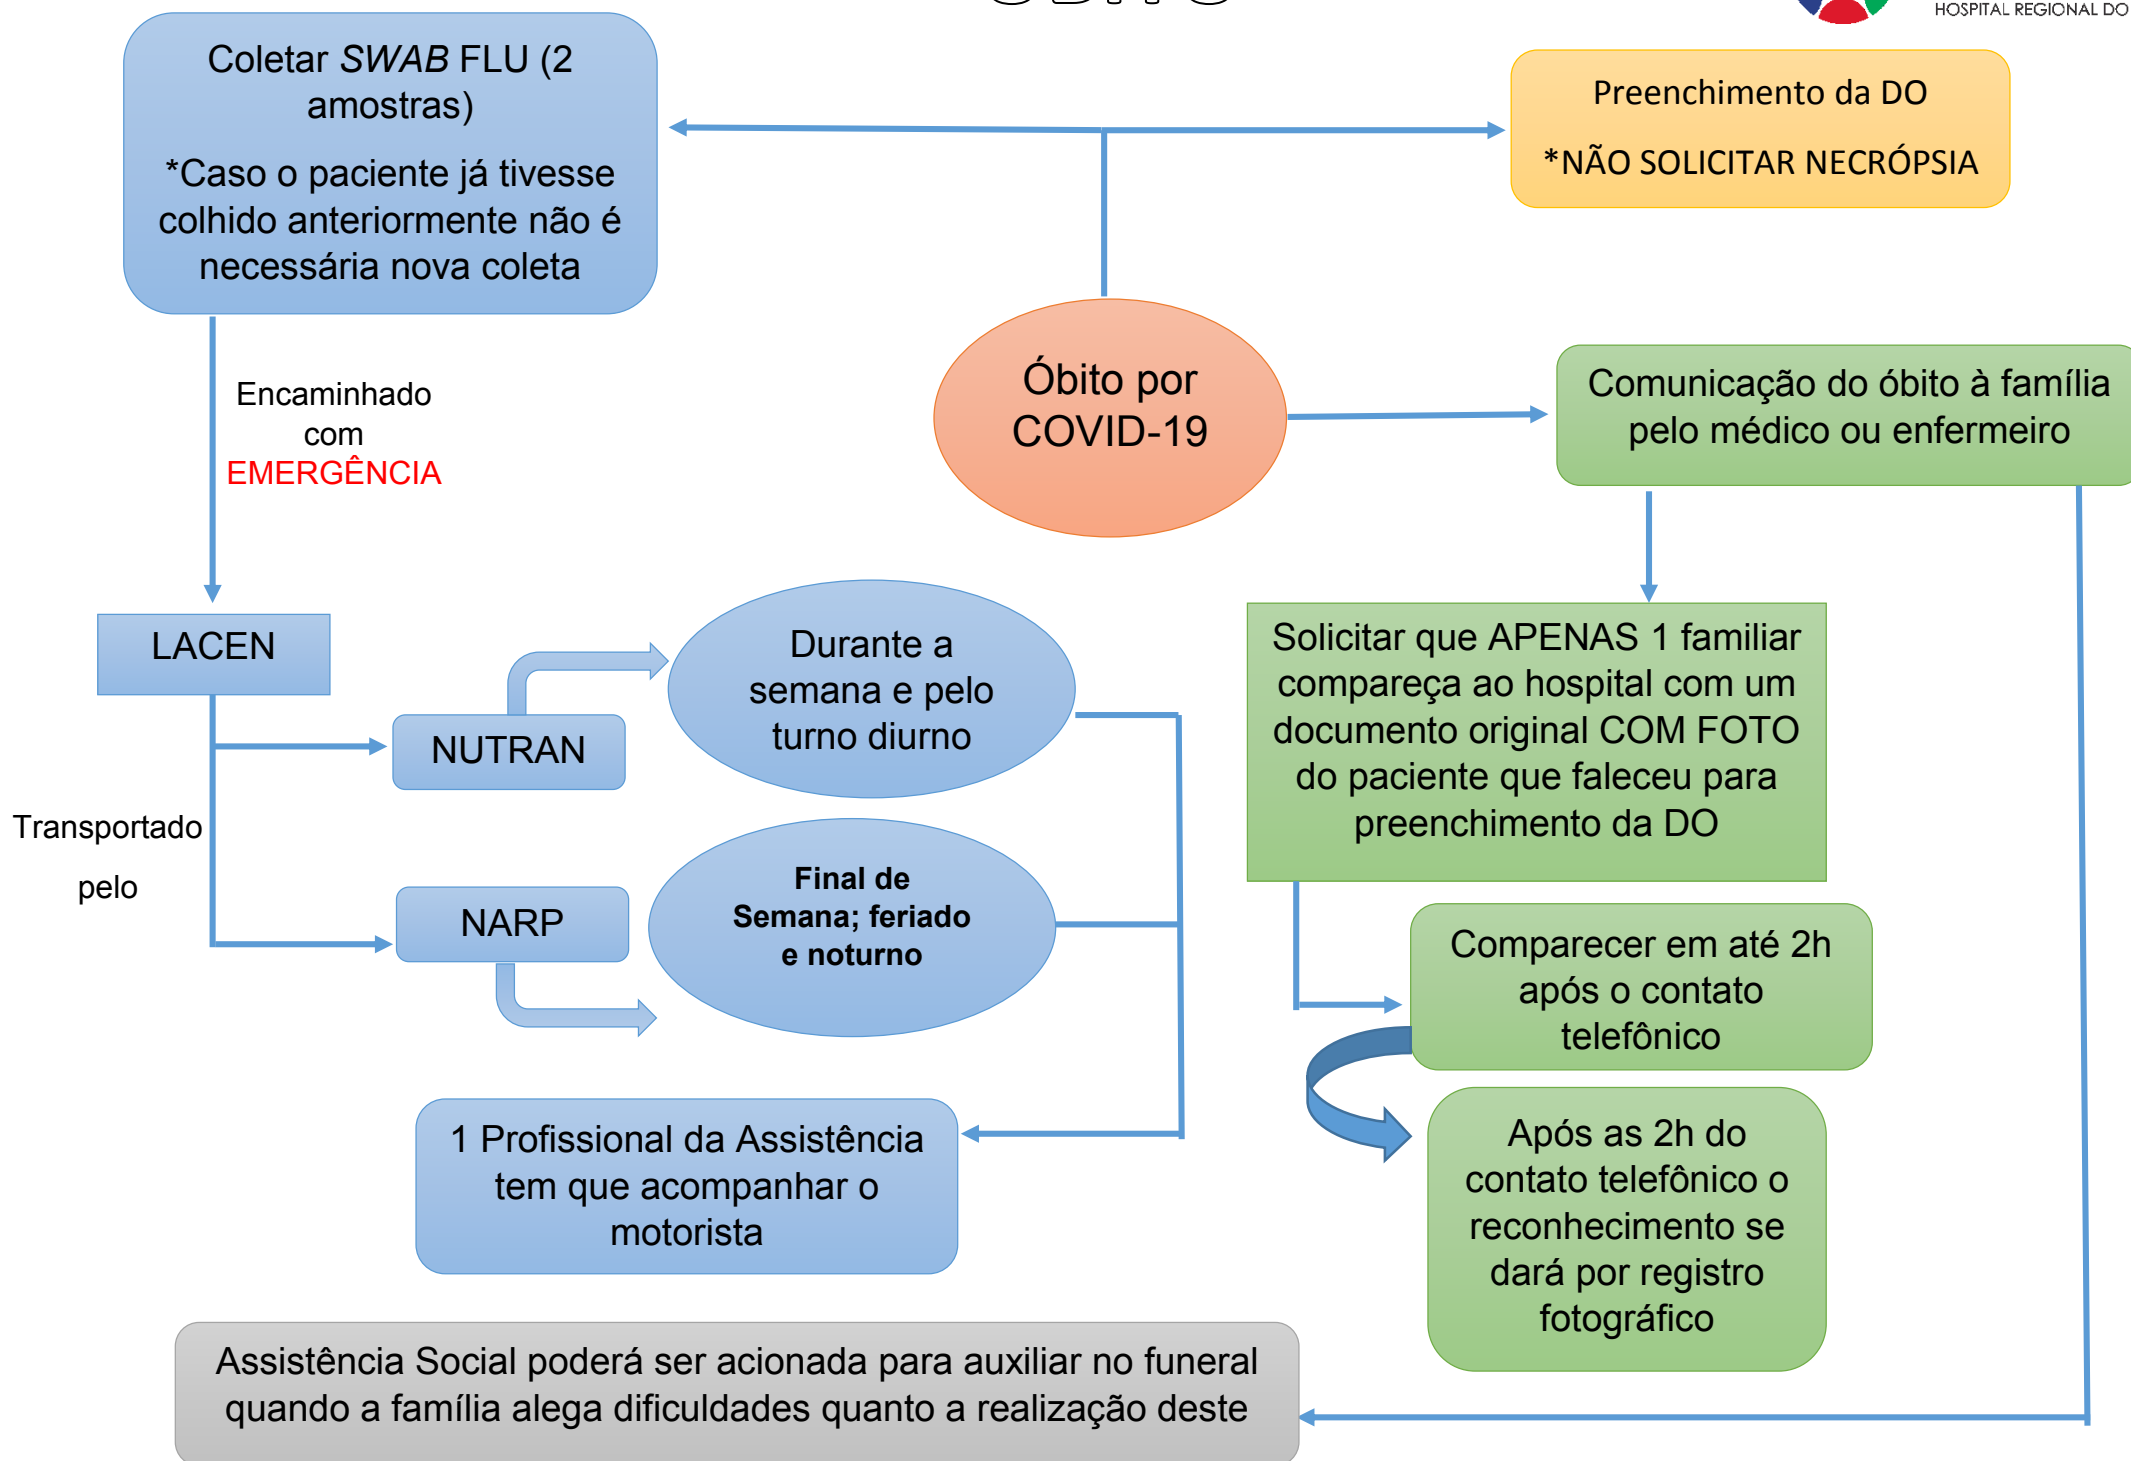 HOSPITAL REGIONAL DO
Coletar SWAB FLU (2
amostras)
*Caso o paciente já tivesse
colhido anteriormente não é
necessária nova coleta
Preenchimento da DO
*NÃO SOLICITAR NECRÓPSIA
Óbito por
COVID-19
Comunicação do óbito à família
pelo médico ou enfermeiro
Encaminhado
com
EMERGÊNCIA
LACEN
Transportado
pelo
NUTRAN
Durante a
semana e pelo
turno diurno
NARP
Final de
Semana; feriado
e noturno
1 Profissional da Assistência
tem que acompanhar o
motorista
Solicitar que APENAS 1 familiar
compareça ao hospital com um
documento original COM FOTO
do paciente que faleceu para
preenchimento da DO
Comparecer em até 2h
após o contato
telefônico
Após as 2h do
contato telefônico o
reconhecimento se
dará por registro
fotográfico
Assistência Social poderá ser acionada para auxiliar no funeral
quando a família alega dificuldades quanto a realização deste